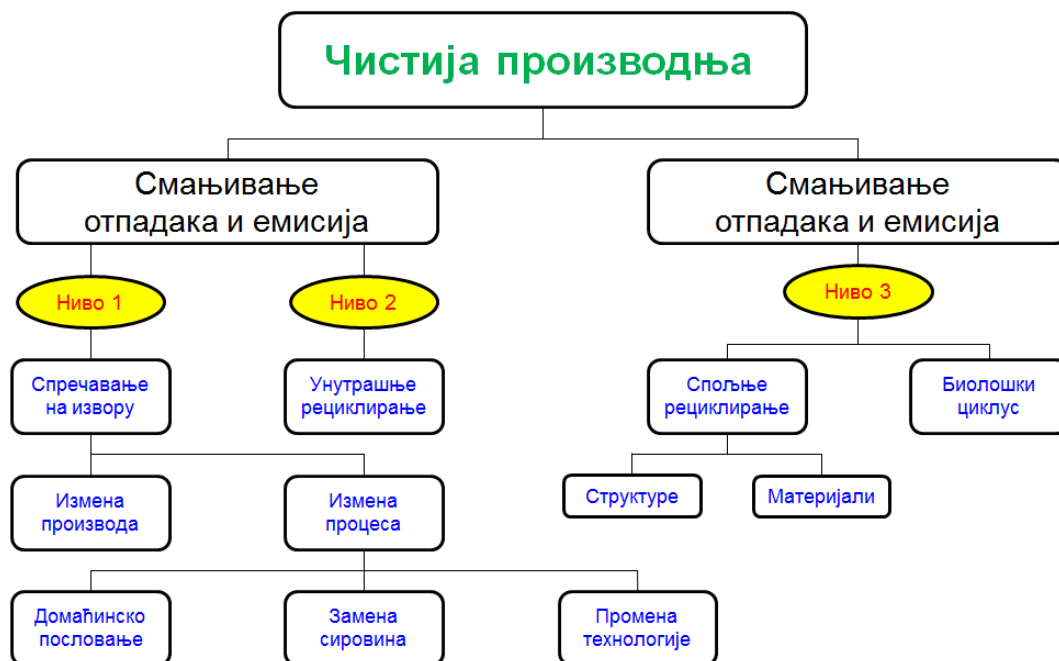 Чистија производња
Смањивање
отпадака и емисија
Смањивање
отпадака и емисија
Ниво 1
Ниво 2
Ниво 3
Спречавање
на извору
Унутрашње
рециклирање
Спољње
рециклирање
Биолошки
циклус
Измена
производа
Измена
процеса
Структуре
Материјали
Домаћинско
пословање
Замена
сировина
Промена
технологије